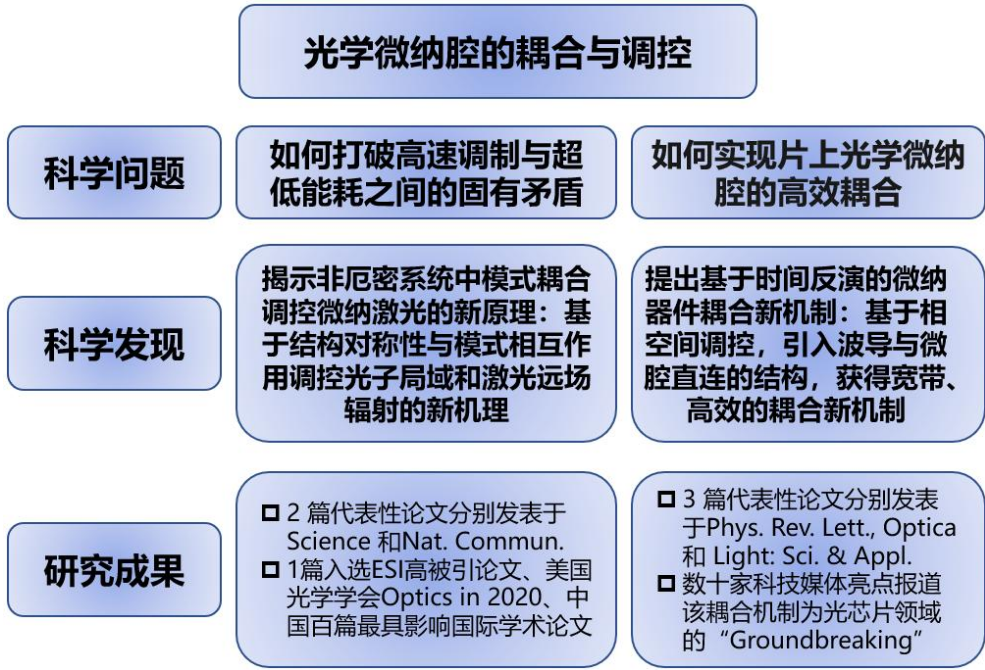 光学微纳腔的耦合与调控
科学问题
如何打破高速调制与超
低能耗之间的固有矛盾
如何实现片上光学微纳
腔的高效耦合
科学发现
揭示非厄密系统中模式耦合
调控微纳激光的新原理：基
于结构对称性与模式相互作
用调控光子局域和激光远场
辐射的新机理
提出基于时间反演的微纳
器件耦合新机制：基于相
空间调控，引入波导与微
腔直连的结构，获得宽带、
高效的耦合新机制
研究成果
2 篇代表性论文分别发表于
Science 和Nat. Commun.
1篇入选ESI高被引论文、美国
光学学会Optics in 2020、中
国百篇最具影响国际学术论文
3 篇代表性论文分别发表
于Phys. Rev. Lett., Optica
和 Light: Sci. & Appl.
数十家科技媒体亮点报道
该耦合机制为光芯片领域
的“Groundbreaking”